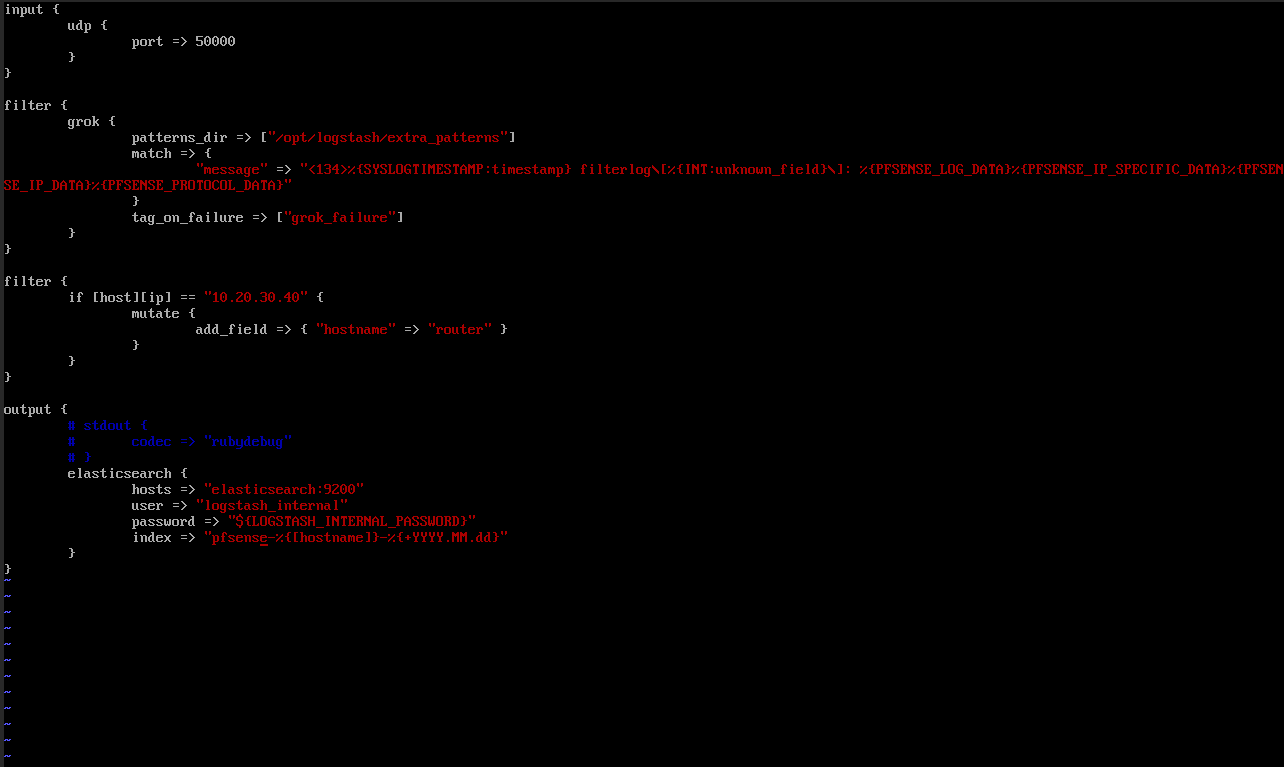 input {
        udp {
                port => 50000
        }
}

filter {
        grok {
                patterns_dir => ["/opt/logstash/extra_patterns"]
                match => {
                        "message" => "<134>%{SYSLOGTIMESTAMP:timestamp} filterlog\[%{INT:unknown_field}\]: %{PFSENSE_LOG_DATA}%{PFSENSE_IP_SPECIFIC_DATA}%{PFSEN
SE_IP_DATA}%{PFSENSE_PROTOCOL_DATA}"
                }
                tag_on_failure => ["grok_failure"]
        }
}

filter {
        if [host][ip] == "10.20.30.40" {
                mutate {
                        add_field => { "hostname" => "router" }
                }
        }
}

output {
        # stdout {
        #       codec => "rubydebug"
        # }
        elasticsearch {
                hosts => "elasticsearch:9200"
                user => "logstash_internal"
                password => "${LOGSTASH_INTERNAL_PASSWORD}"
                index => "pfsense-%{[hostname]}-%{+YYYY.MM.dd}"
        }
}
~
~
~
~
~
~
~
~
~
~
~
~